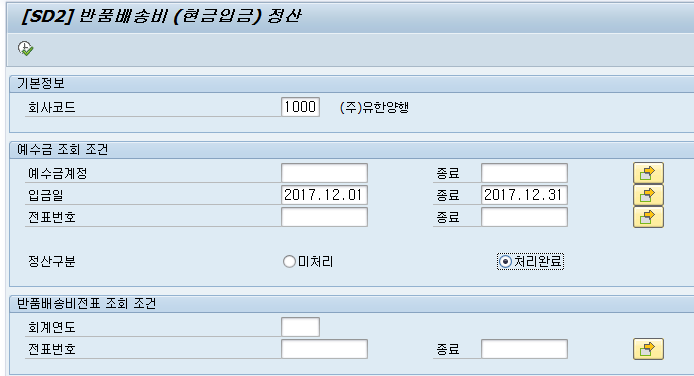 [SD2] 반품배송비 (현금입금) 정산
기본정보
회사코드 1000 (주)유한양행
예수금 조회 조건
예수금계정 종료
입금일 2017.12.01 종료 2017.12.31
전표번호 종료
정산구분 미처리 처리완료
반품배송비전표 조회 조건
회계연도
전표번호 종료